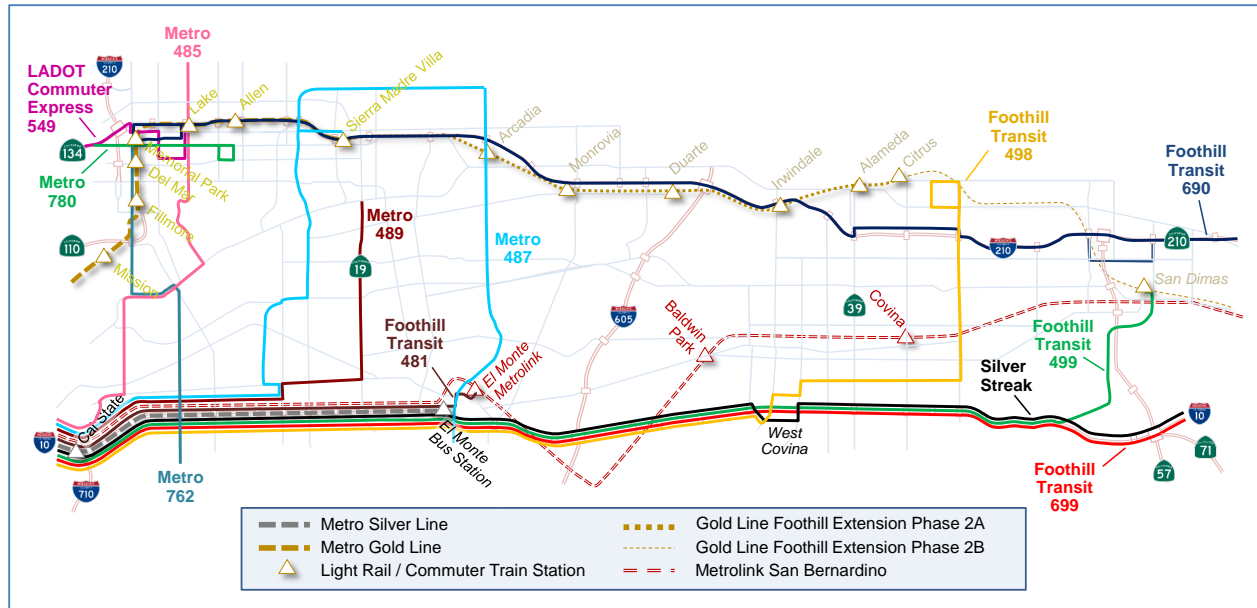 Metro
485
210
LADOT
Commuter
Express
549
134
Metro
780
110
Lake
Allen
Sierra Madre Villa
Memorial Park
Del Mar
Fillmore
Mission
Arcadia
Monrovia
Duarte
Irwindale
Alameda
Citrus
Foothill
Transit
498
Foothill
Transit
690
Metro
489
19
Metro
487
210
210
San Dimas
605
39
Baldwin
Park
Covina
Foothill
Transit
481
El Monte
Metrolink
Foothill
Transit
499
Silver
Streak
Cal State
10
710
El Monte
Bus Station
West
Covina
10
71
57
Metro
762
Foothill
Transit
699
Metro Silver Line
Metro Gold Line
Light Rail / Commuter Train Station
Gold Line Foothill Extension Phase 2A
Gold Line Foothill Extension Phase 2B
Metrolink San Bernardino